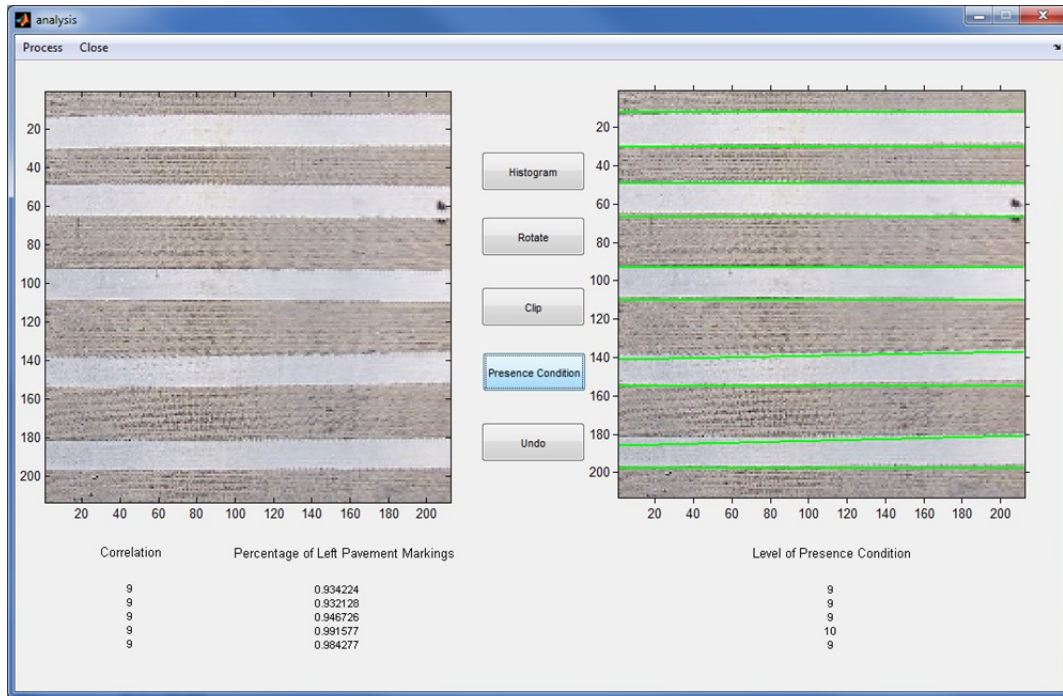 analysis
Process Close
20
40
60
80
100
120
140
160
180
200
20 40 60 80 100 120 140 160 180 200
Histogram
Rotate
Clip
Presence Condition
Undo
20
40
60
80
100
120
140
160
180
200
20 40 60 80 100 120 140 160 180 200
Correlation Percentage of Left Pavement Markings Level of Presence Condition
9 0.934224 9
9 0.932128 9
9 0.946726 9
9 0.991577 10
9 0.984277 9